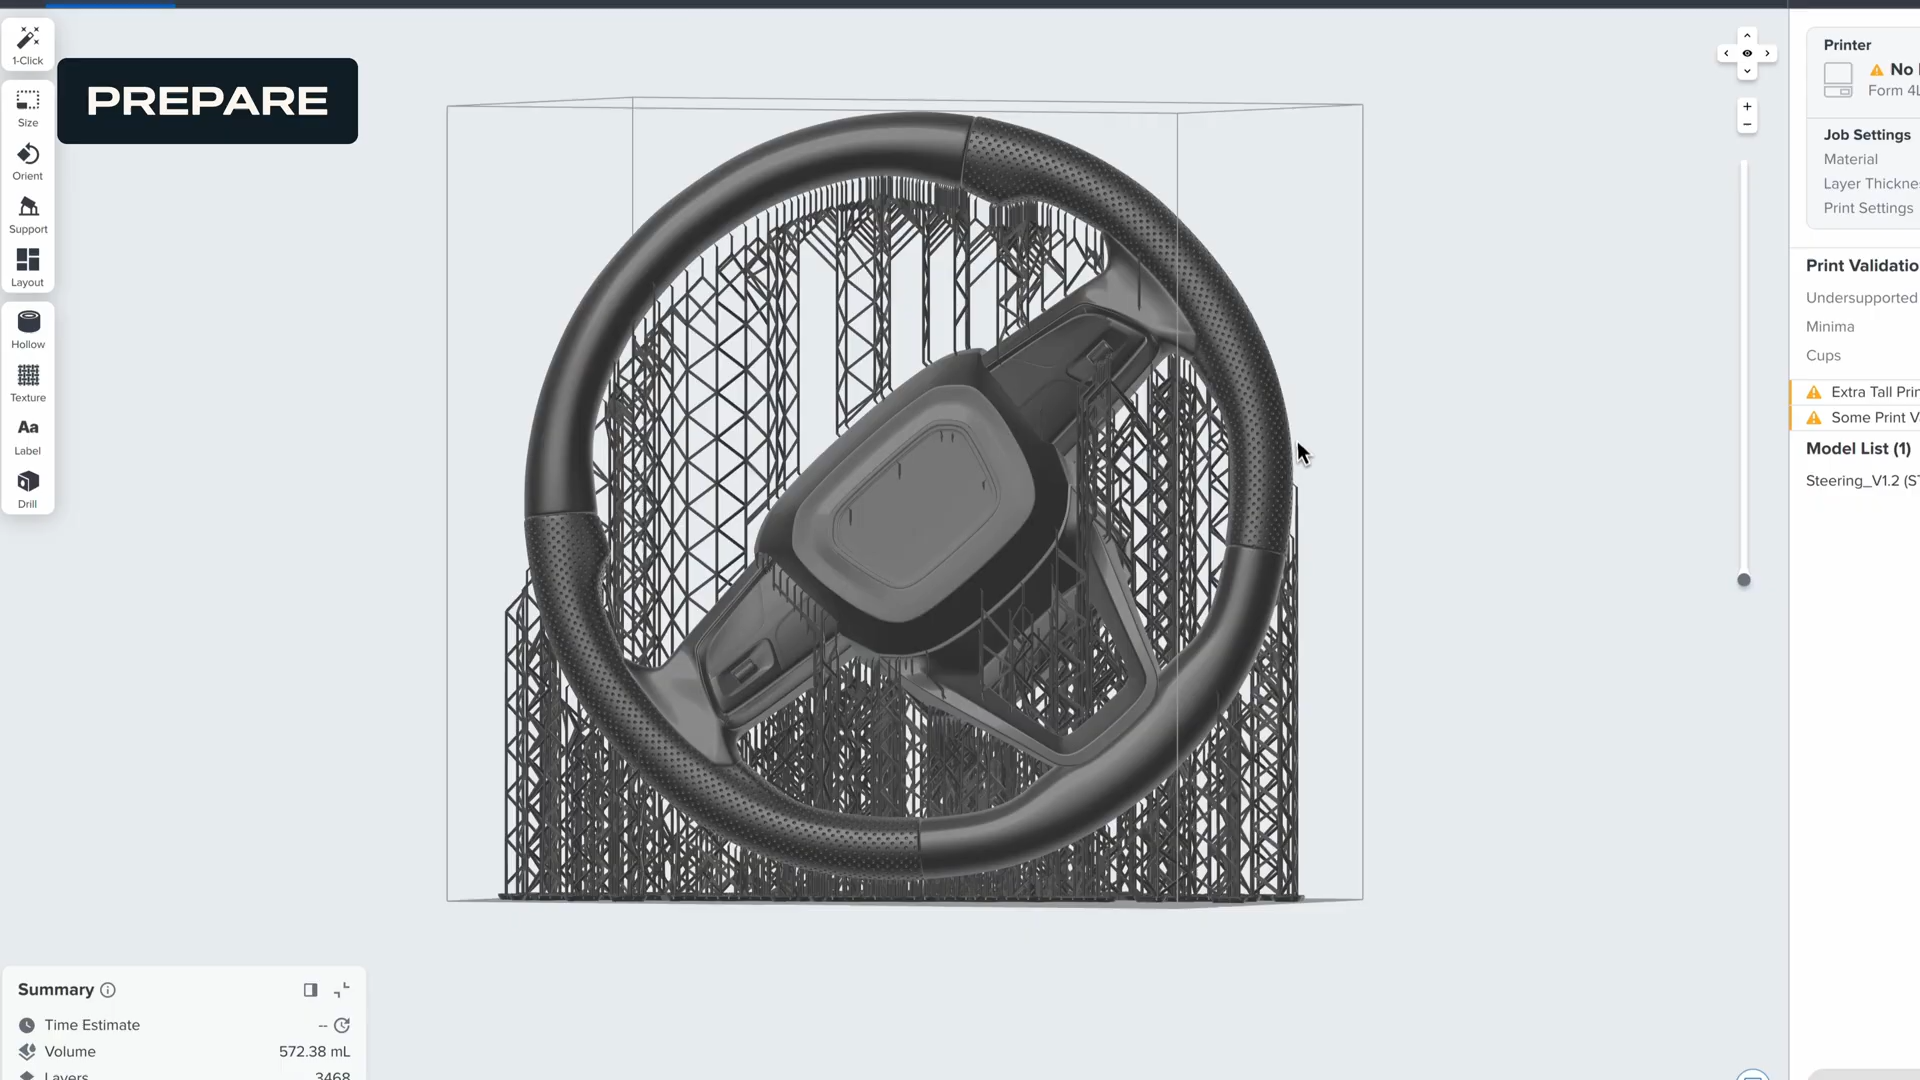 1-Click
PREPARE
Size
Orient
Support
Layout
Hollow
Texture
Aa
Label
Drill
Summary
Time Estimate --
Volume 572.38 mL
Layers 3468
Printer
No
Form 4L
Job Settings
Material
Layer Thickne
Print Settings
Print Validatio
Undersupported
Minima
Cups
Extra Tall Prin
Some Print V
Model List (1)
Steering_V1.2 (ST